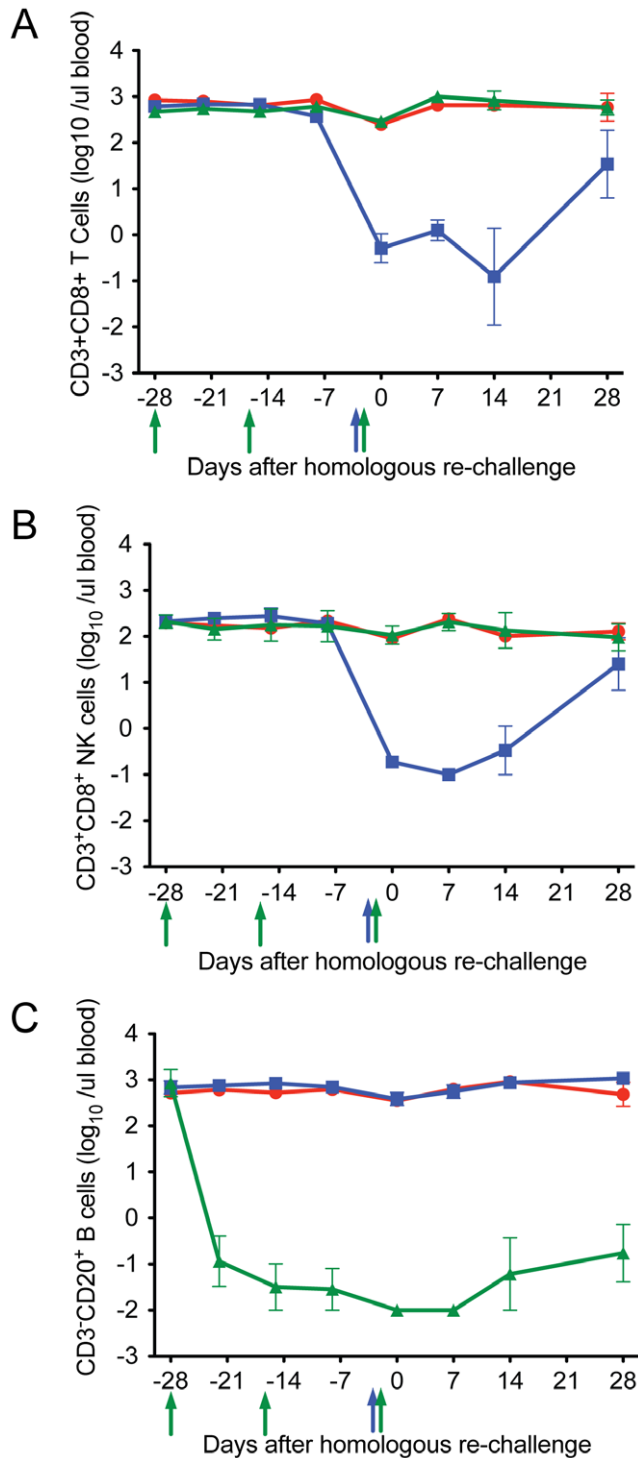 A
CD3+CD8+ T Cells (log10 /ul blood)
4
3
2
1
0
-1
-2
-3
-28 -21 -14 -7 0 7 14 21 28
Days after homologous re-challenge
B
CD3⁺CD8⁺ NK cells (log₁₀ /ul blood)
4
3
2
1
0
-1
-2
-3
-28 -21 -14 -7 0 7 14 21 28
Days after homologous re-challenge
C
CD3⁻CD20⁺ B cells (log₁₀ /ul blood)
4
3
2
1
0
-1
-2
-3
-28 -21 -14 -7 0 7 14 21 28
Days after homologous re-challenge